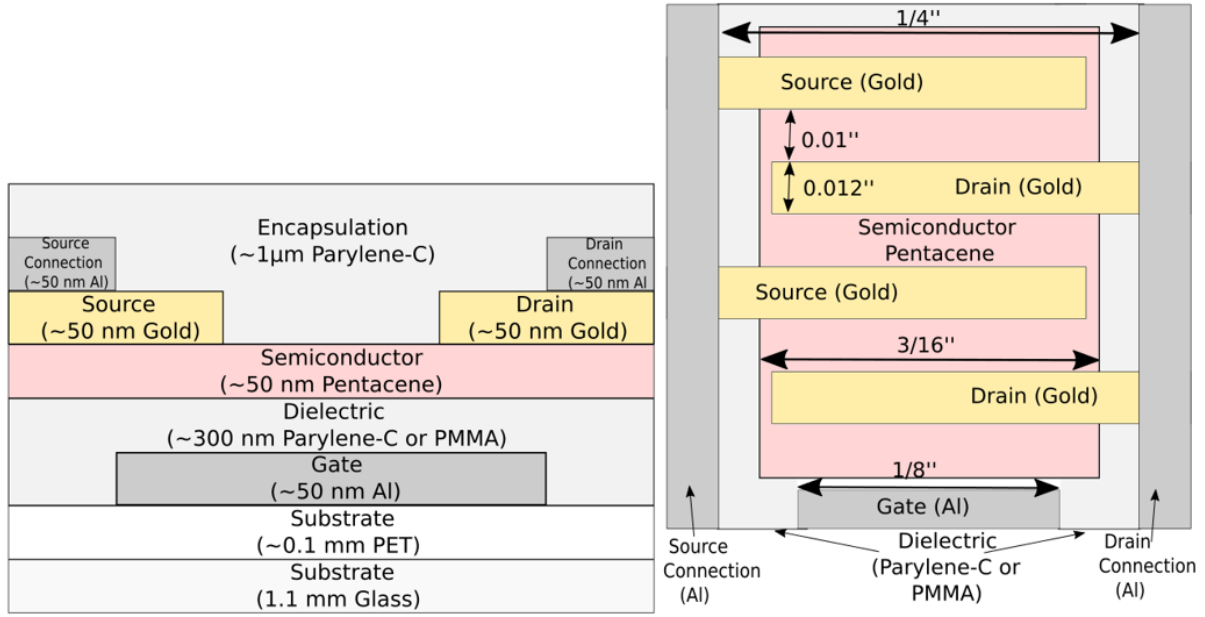 Encapsulation
(~1μm Parylene-C)
Source
Connection
(~50 nm Al)
Drain
Connection
(~50 nm Al
Source
(~50 nm Gold)
Drain
(~50 nm Gold)
Semiconductor
(~50 nm Pentacene)
Dielectric
(~300 nm Parylene-C or PMMA)
Gate
(~50 nm Al)
Substrate
(~0.1 mm PET)
Substrate
(1.1 mm Glass)
1/4''
Source (Gold)
0.01''
0.012''
Drain (Gold)
Semiconductor
Pentacene
Source (Gold)
3/16''
Drain (Gold)
1/8''
Gate (Al)
Source
Connection
(Al)
Dielectric
(Parylene-C or
PMMA)
Drain
Connection
(Al)